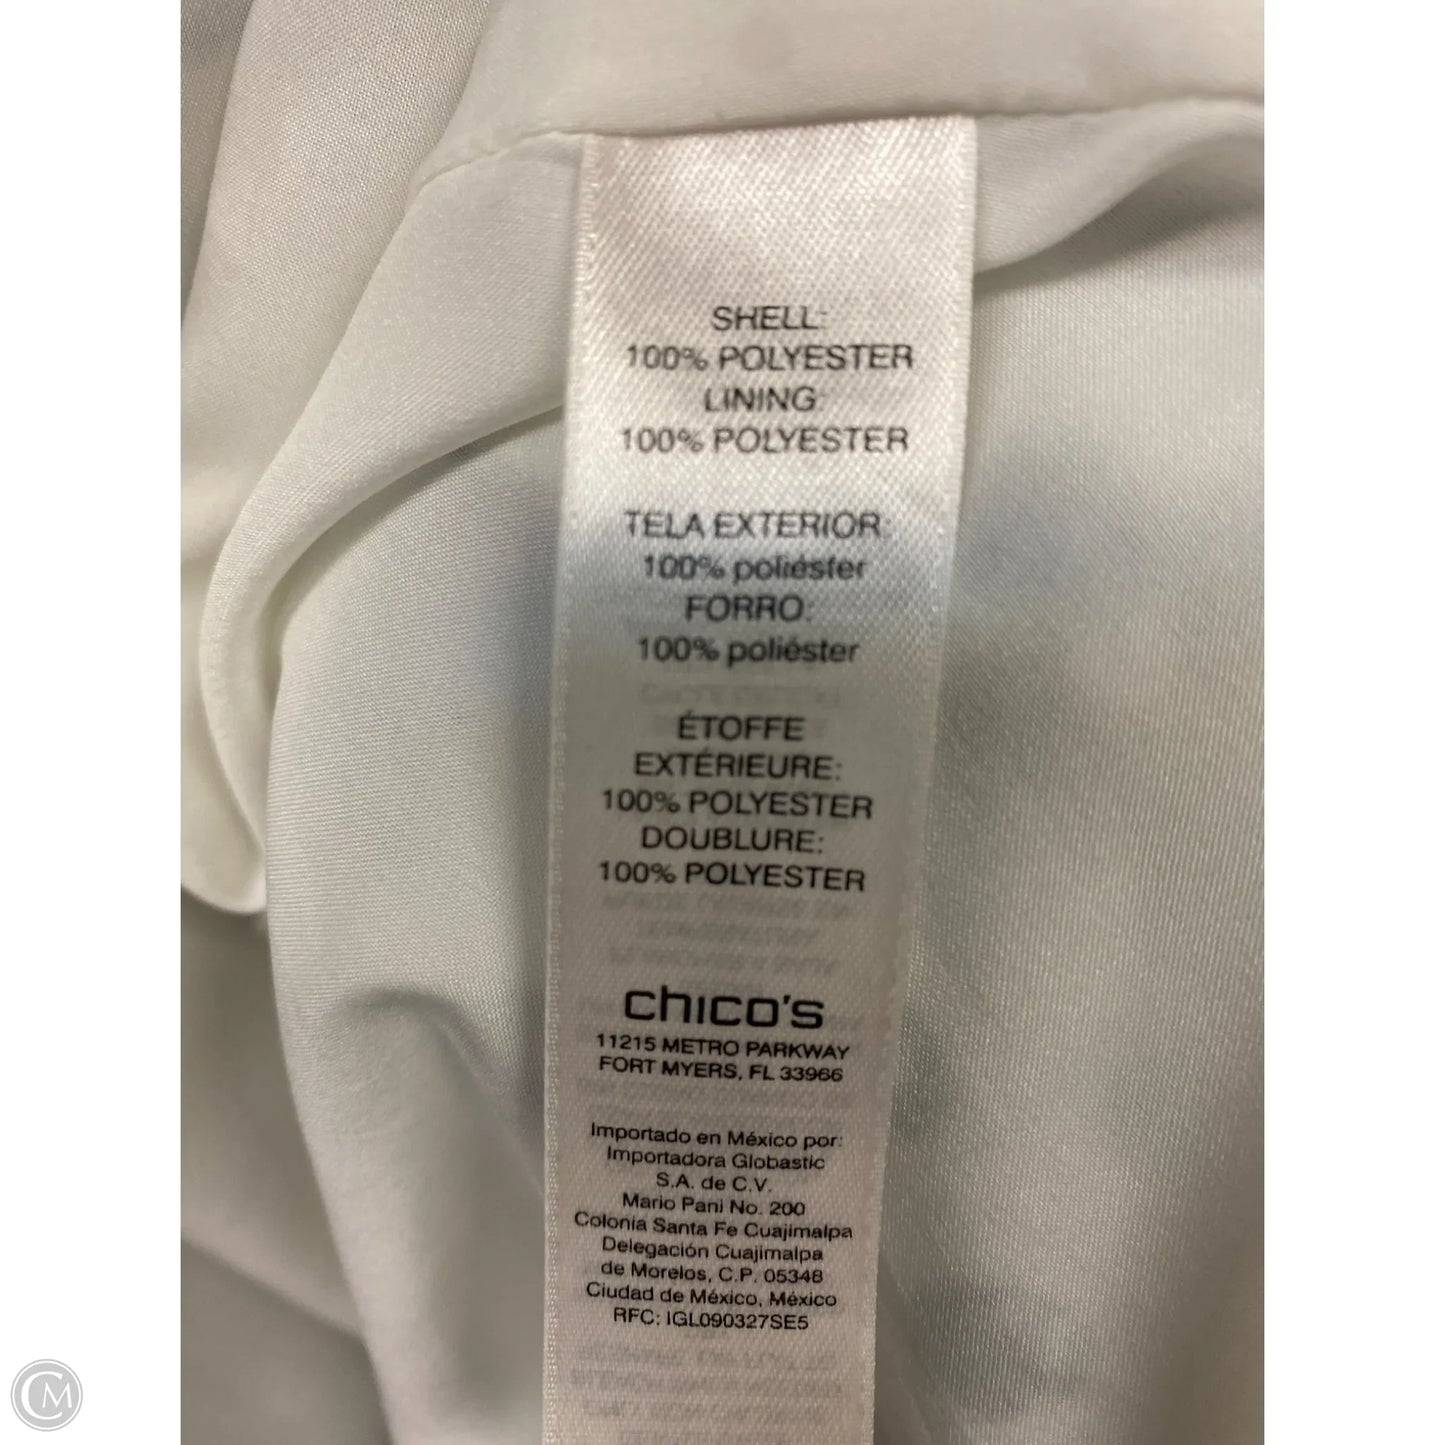 SHELL:
100% POLYESTER
LINING:
100% POLYESTER
TELA EXTERIOR:
100% poliéster
FORRO:
100% poliéster
ÉTOFFE
EXTÉRIEURE:
100% POLYESTER
DOUBLURE:
100% POLYESTER
chico's
11215 METRO PARKWAY
FORT MYERS, FL 33966
Importado en México por:
Importadora Globastic
S.A. de C.V.
Mario Pani No. 200
Colonia Santa Fe Cuajimalpa
Delegación Cuajimalpa
de Morelos, C.P. 05348
Ciudad de México, México
RFC: IGL090327SE5
CM